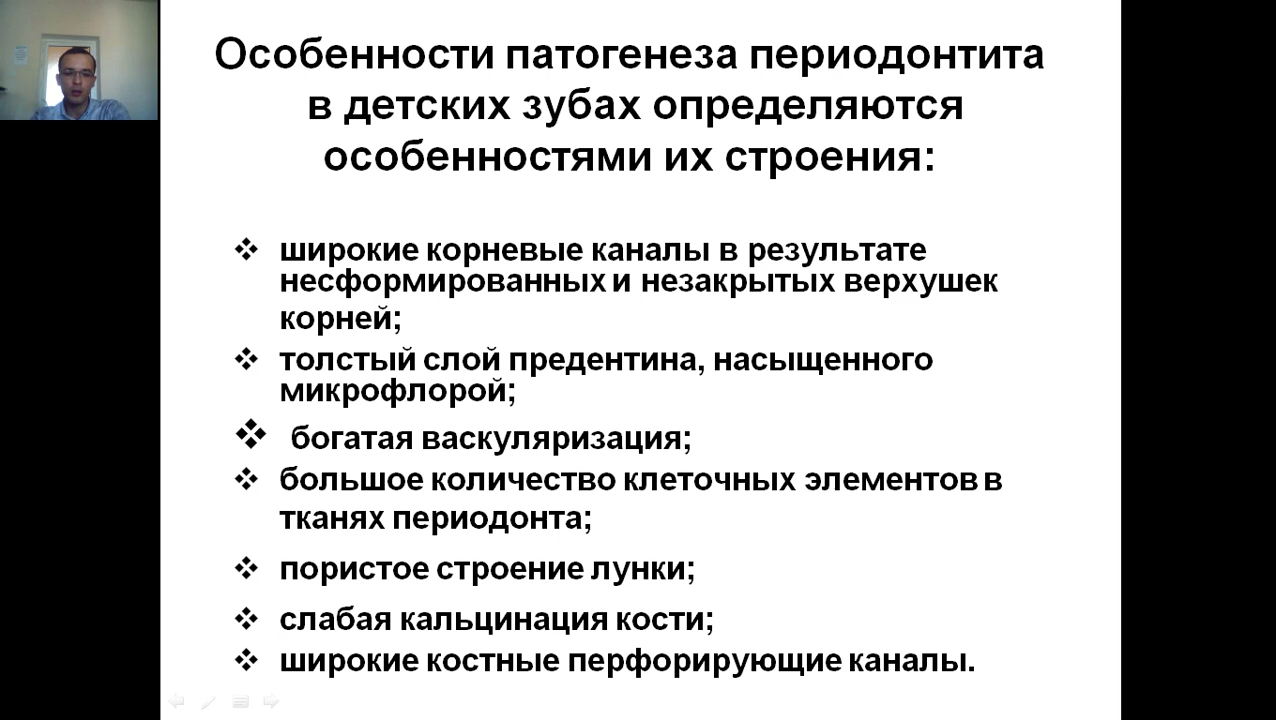 Особенности патогенеза периодонтита
в детских зубах определяются
особенностями их строения:
❖ широкие корневые каналы в результате
несформированных и незакрытых верхушек
корней;
❖ толстый слой предентина, насыщенного
микрофлорой;
❖ богатая васкуляризация;
❖ большое количество клеточных элементов в
тканях периодонта;
❖ пористое строение лунки;
❖ слабая кальцинация кости;
❖ широкие костные перфорирующие каналы.